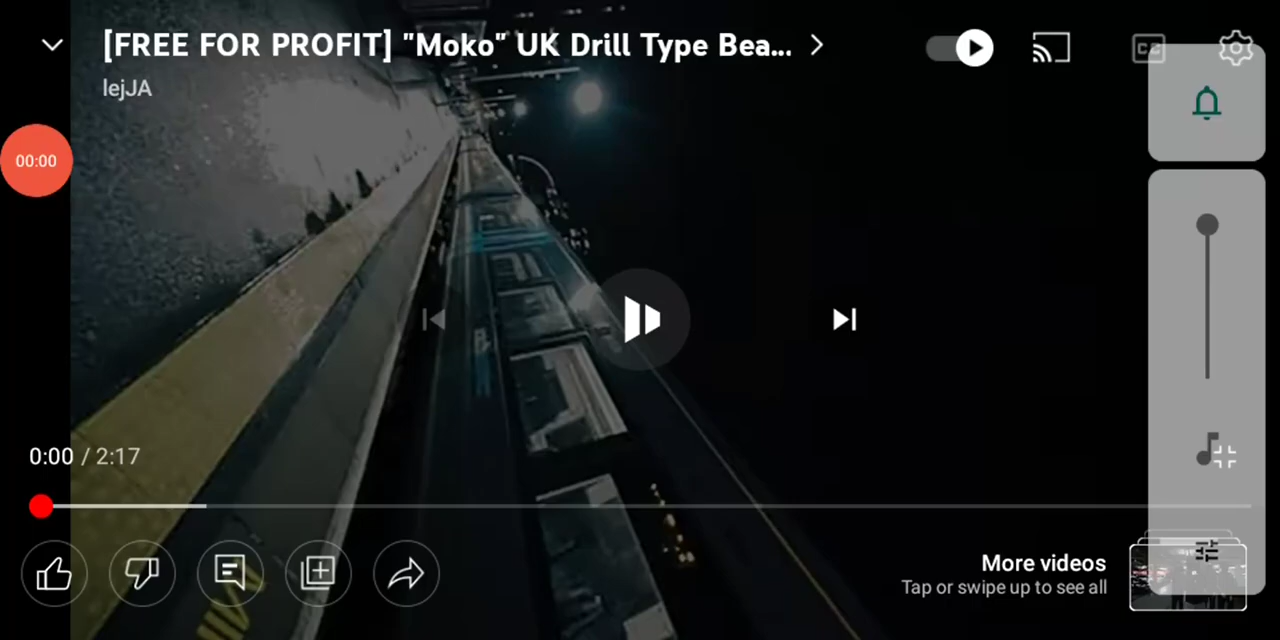 [FREE FOR PROFIT] "Moko" UK Drill Type Bea...
lejJA
CC
00:00
0:00 / 2:17
More videos
Tap or swipe up to see all